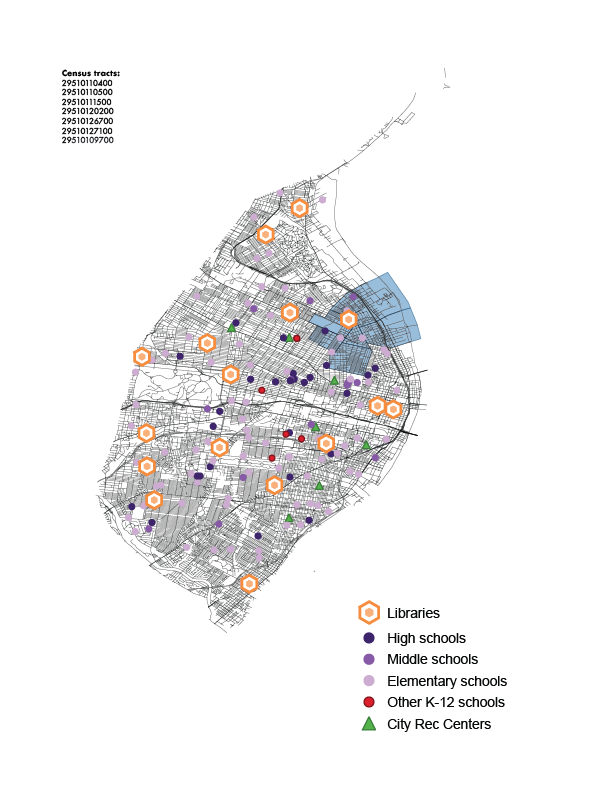 Census tracts:
29510110400
29510110500
29510111500
29510120200
29510126700
29510127100
29510109700
Libraries
High schools
Middle schools
Elementary schools
Other K-12 schools
City Rec Centers